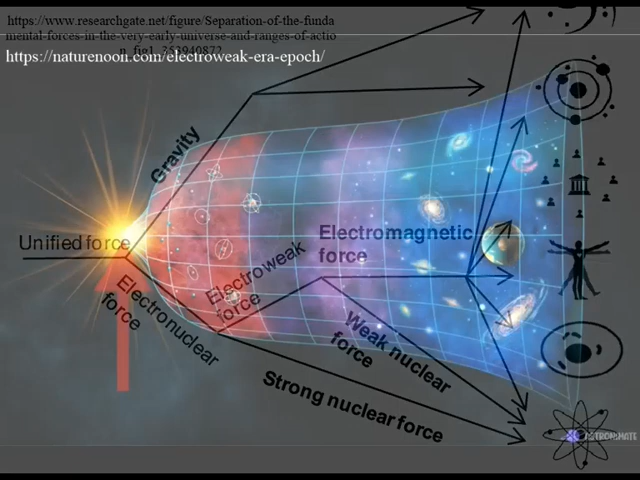 https://www.researchgate.net/figure/Separation-of-the-funda
mental-forces-in-the-very-early-universe-and-ranges-of-actio
n_fig1_353940872
https://naturenoon.com/electroweak-era-epoch/
Gravity
Unified force
Electromagnetic
force
Electroweak
force
Electronuclear
force
Weak nuclear
force
Strong nuclear force